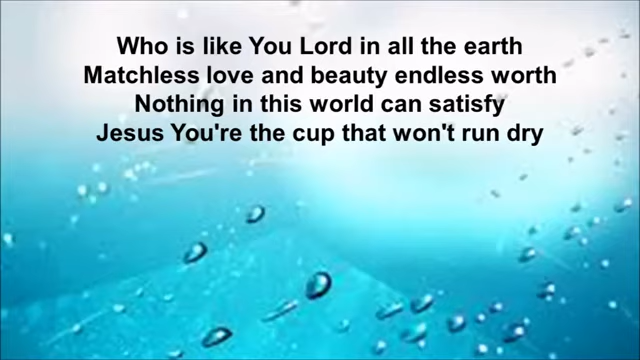 Who is like You Lord in all the earth
Matchless love and beauty endless worth
Nothing in this world can satisfy
Jesus You're the cup that won't run dry